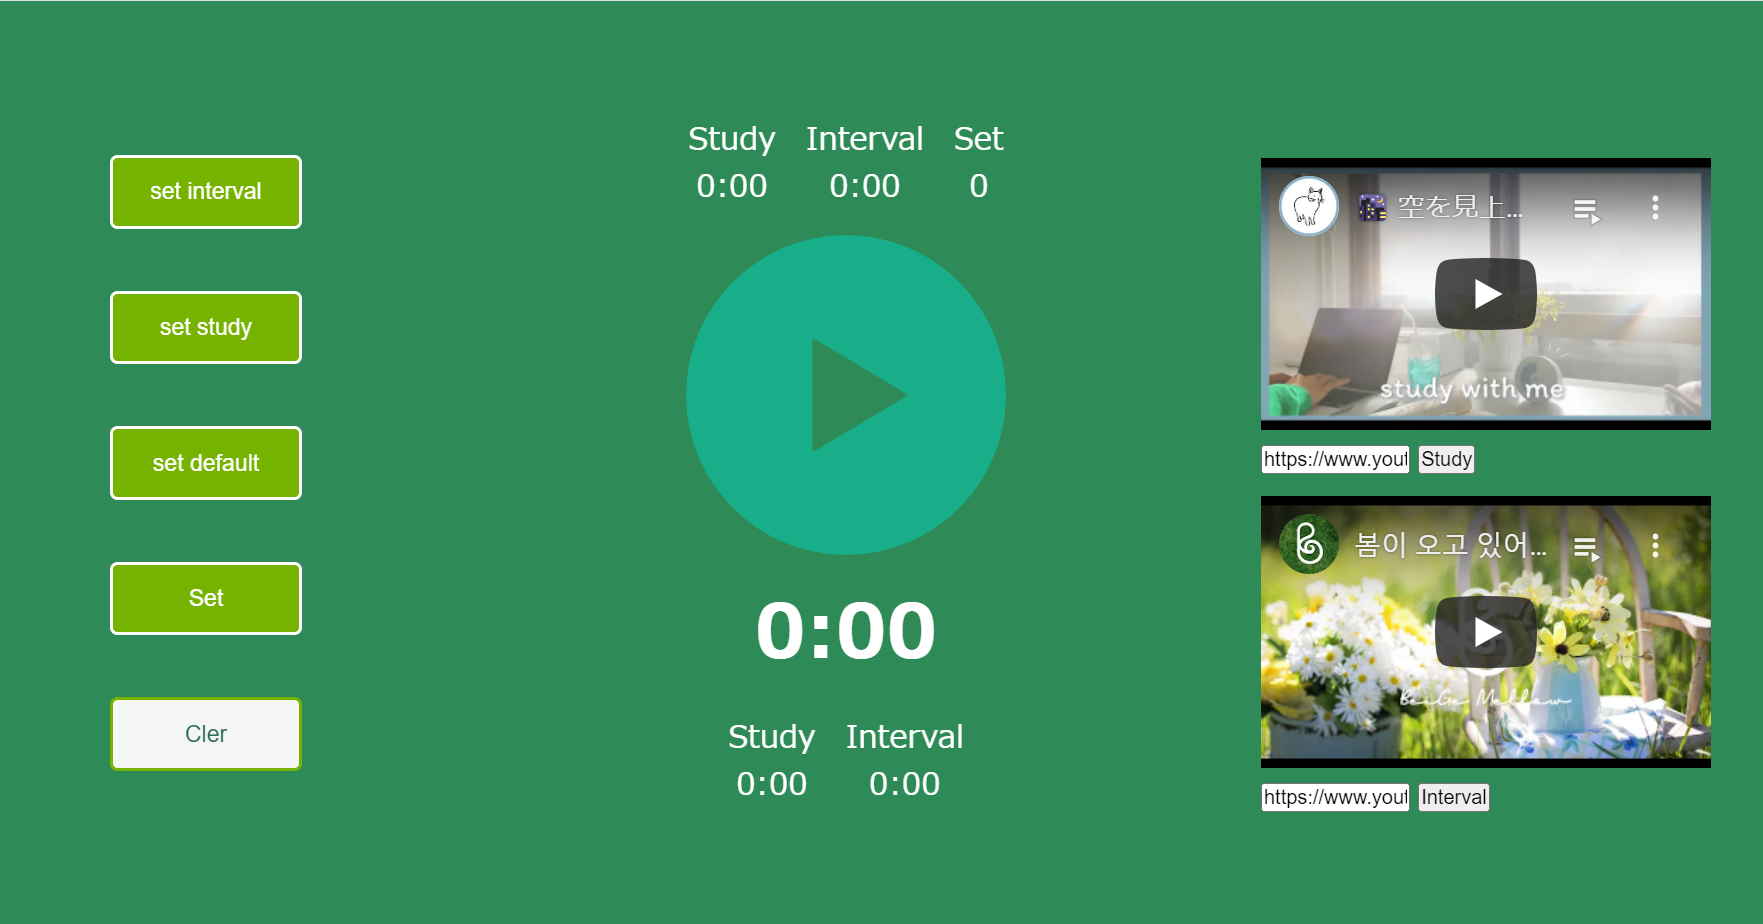 set interval
set study
set default
Set
Cler
Study Interval Set
0:00 0:00 0
0:00
Study Interval
0:00 0:00
空を見上...
study with me
https://www.yout
Study
봄이 오고 있어...
BeiGe Mellow
https://www.yout
Interval